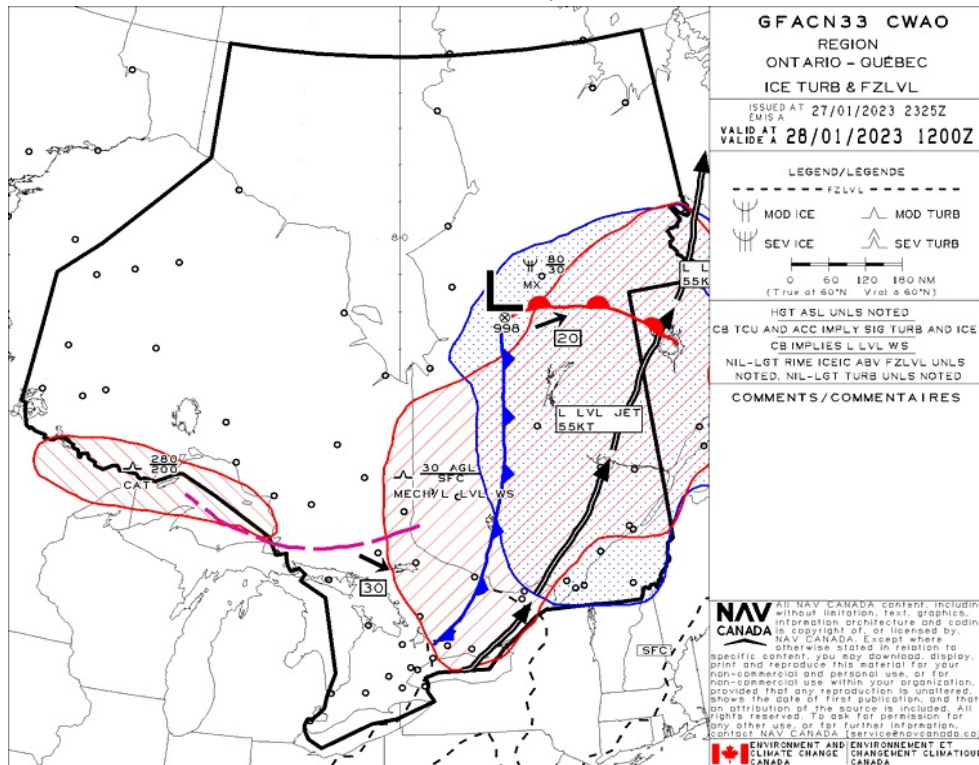 GFACN33 CWAO
REGION
ONTARIO – QUÉBEC
ICE TURB & FZLVL
ISSUED AT 27/01/2023 2325Z
ÉMIS A
VALID AT 28/01/2023 1200Z
VALIDE A
LEGEND/LÉGENDE
FZLVL
MOD ICE
MOD TURB
SEV ICE
SEV TURB
0 60 120 180 NM
(True at 60°N Vral à 60°N)
HGT ASL UNLS NOTED
CB TCU AND ACC IMPLY SIG TURB AND ICE
CB IMPLIES L LVL WS
NIL-LGT RIME ICEIC ABV FZLVL UNLS
NOTED. NIL-LGT TURB UNLS NOTED
COMMENTS/COMMENTAIRES
80
80
30
MX
L
998
20
L L
55K
L LVL JET
55KT
280
200
CAT
30 AGL
SFC
MECH/L LVL WS
30
SFC
NAV
CANADA
All NAV CANADA content, includin
without limitation, text, graphics,
information architecture and codin
is copyright of, or licensed by,
NAV CANADA. Except where
otherwise stated in relation to
specific content, you may download, display,
print and reproduce this material for your
non-commercial and personal use, or for
non-commercial use within your organization,
provided that any reproduction is unaltered,
shows the date of first publication, and that
an attribution of the source is included. All
rights reserved. To ask for permission for
any other use, or for further information,
contact NAV CANADA [service@navcanada.ca]
ENVIRONMENT AND
CLIMATE CHANGE
CANADA
ENVIRONNEMENT ET
CHANGEMENT CLIMATIQU
CANADA